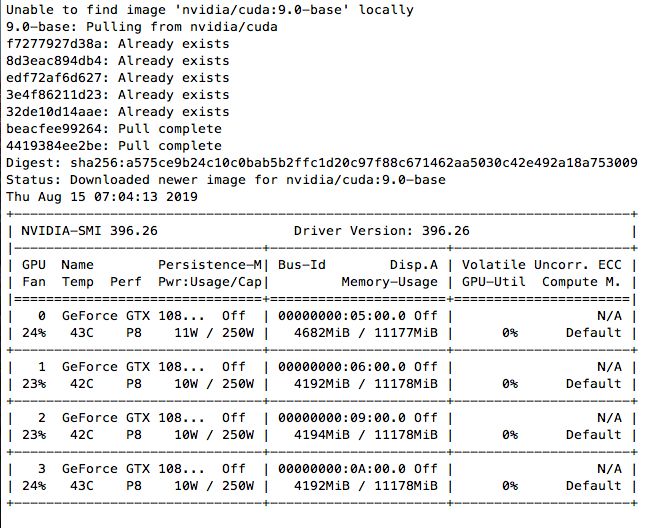 Unable to find image 'nvidia/cuda:9.0-base' locally
9.0-base: Pulling from nvidia/cuda
f7277927d38a: Already exists
8d3eac894db4: Already exists
edf72af6d627: Already exists
3e4f86211d23: Already exists
32de10d14aae: Already exists
beacfee99264: Pull complete
4419384ee2be: Pull complete
Digest: sha256:a575ce9b24c10c0bab5b2ffc1d20c97f88c671462aa5030c42e492a18a753009
Status: Downloaded newer image for nvidia/cuda:9.0-base
Thu Aug 15 07:04:13 2019
+-----------------------------------------------------------------------------+
| NVIDIA-SMI 396.26                 Driver Version: 396.26                    |
|-------------------------------+----------------------+----------------------+
| GPU  Name        Persistence-M| Bus-Id        Disp.A | Volatile Uncorr. ECC |
| Fan  Temp  Perf  Pwr:Usage/Cap|         Memory-Usage | GPU-Util  Compute M. |
|===============================+======================+======================|
|   0  GeForce GTX 108...  Off  | 00000000:05:00.0 Off |                  N/A |
| 24%   43C    P8    11W / 250W |   4682MiB / 11177MiB |      0%      Default |
+-------------------------------+----------------------+----------------------+
|   1  GeForce GTX 108...  Off  | 00000000:06:00.0 Off |                  N/A |
| 23%   42C    P8    10W / 250W |   4192MiB / 11178MiB |      0%      Default |
+-------------------------------+----------------------+----------------------+
|   2  GeForce GTX 108...  Off  | 00000000:09:00.0 Off |                  N/A |
| 23%   42C    P8    10W / 250W |   4194MiB / 11178MiB |      0%      Default |
+-------------------------------+----------------------+----------------------+
|   3  GeForce GTX 108...  Off  | 00000000:0A:00.0 Off |                  N/A |
| 24%   43C    P8    10W / 250W |   4192MiB / 11178MiB |      0%      Default |
+-------------------------------+----------------------+----------------------+